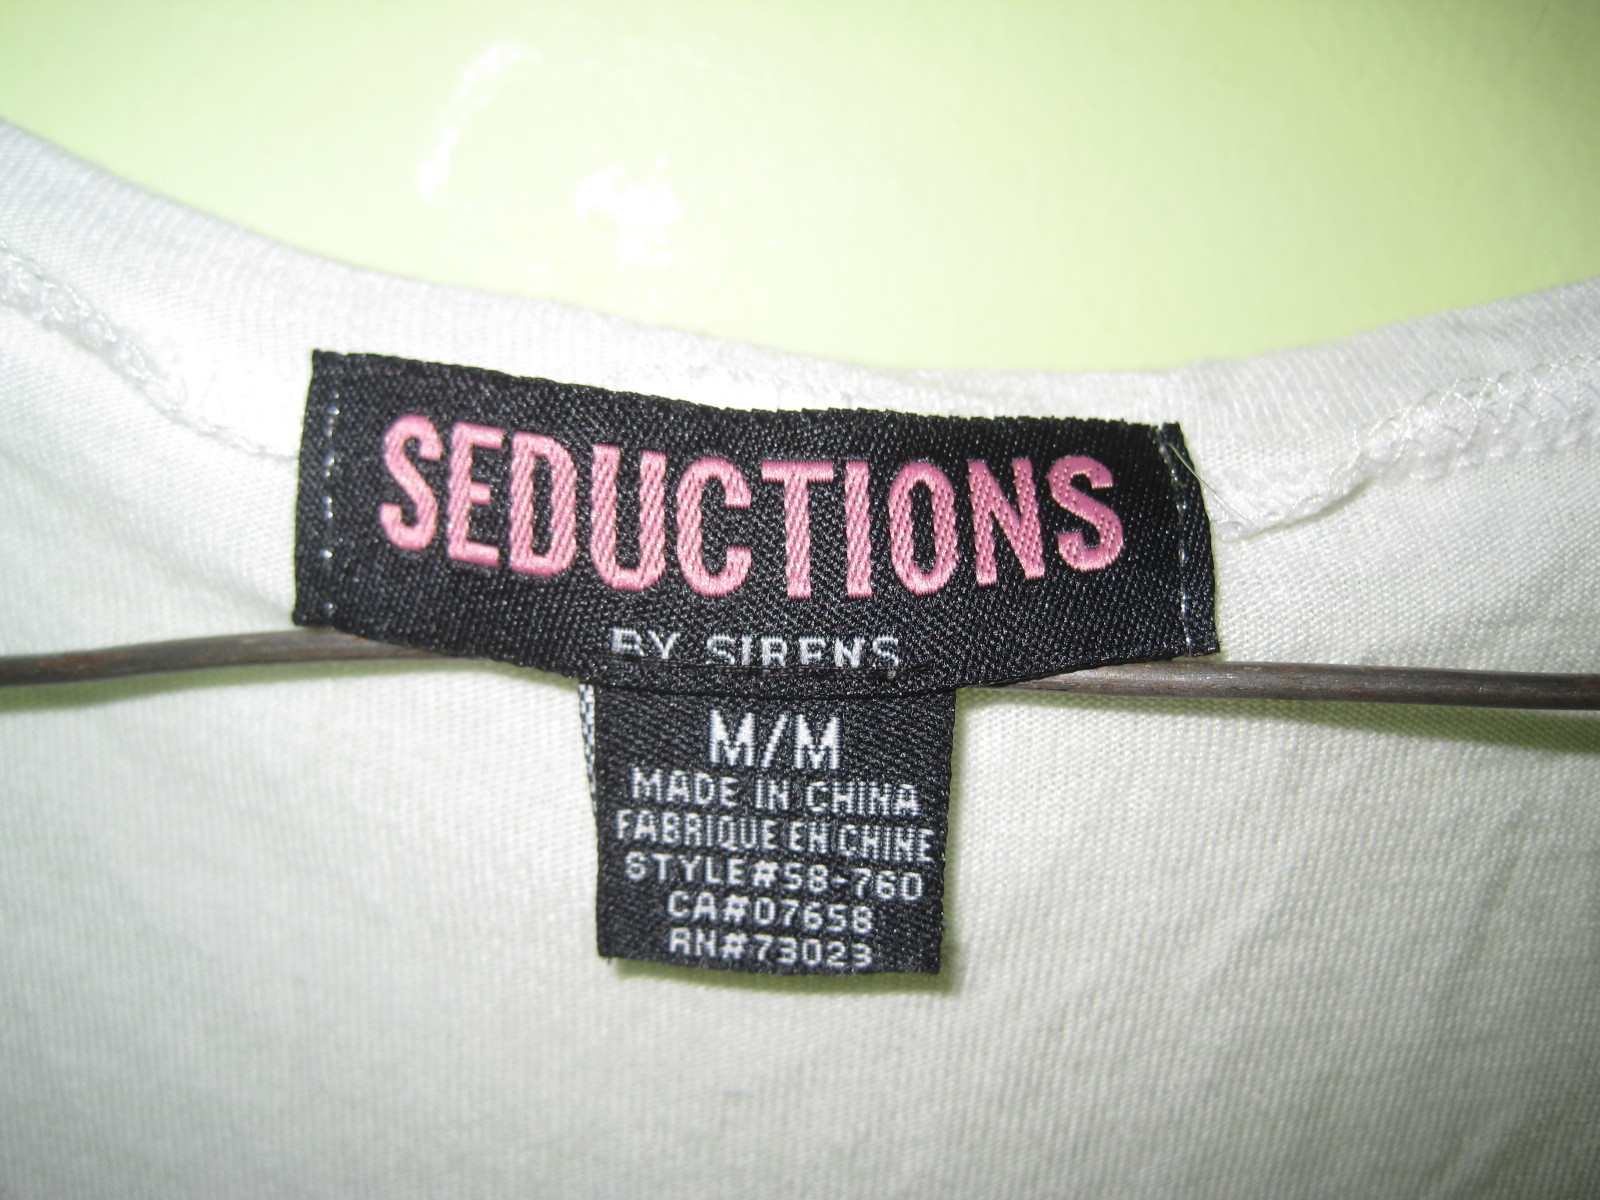 SEDUCTIONS
BY SIRENS
M/M
MADE IN CHINA
FABRIQUE EN CHINE
STYLE#58-760
CA#07658
RN#73023